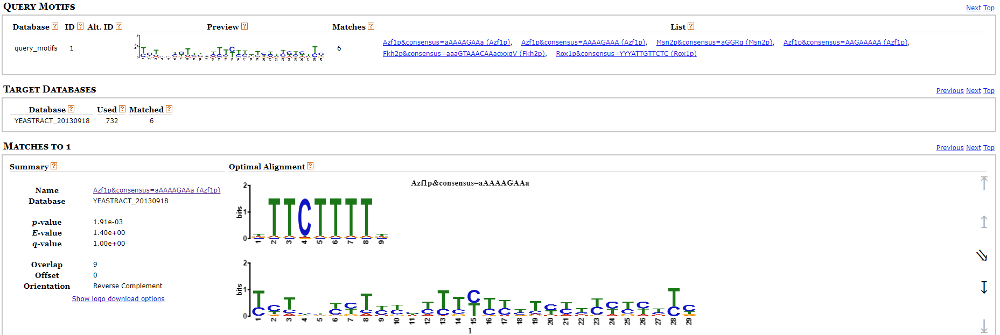 QUERY MOTIFS
Next Top
Database ? ID ? Alt. ID ? Preview ? Matches ? List ?
query_motifs 1 6 Azf1p&consensus=aAAAAGAAa (Azf1p), Azf1p&consensus=AAAAGAAA (Azf1p), Msn2p&consensus=aGGRg (Msn2p), Azf1p&consensus=AAGAAAAA (Azf1p),
Fkh2p&consensus=aaaGTAAACAAagxxgV (Fkh2p), Rox1p&consensus=YYYATTGTTCTC (Rox1p)
TARGET DATABASES
Previous Next Top
Database ? Used ? Matched ?
YEASTRACT_20130918 732 6
MATCHES TO 1
Previous Next Top
Summary ? Optimal Alignment ?
Name Azf1p&consensus=aAAAAGAAa (Azf1p)
Database YEASTRACT_20130918
p-value 1.91e-03
E-value 1.40e+00
q-value 1.00e+00
Overlap 9
Offset 0
Orientation Reverse Complement
Show logo download options
Azf1p&consensus=aAAAAGAAa
2
bits
1
0
TTCTTTT
1 2 3 4 5 6 7 8 9
2
bits
1
0
1 2 3 4 5 6 7 8 9 10 11 12 13 14 15 16 17 18 19 20 21 22 23 24 25 26 27 28 29
1